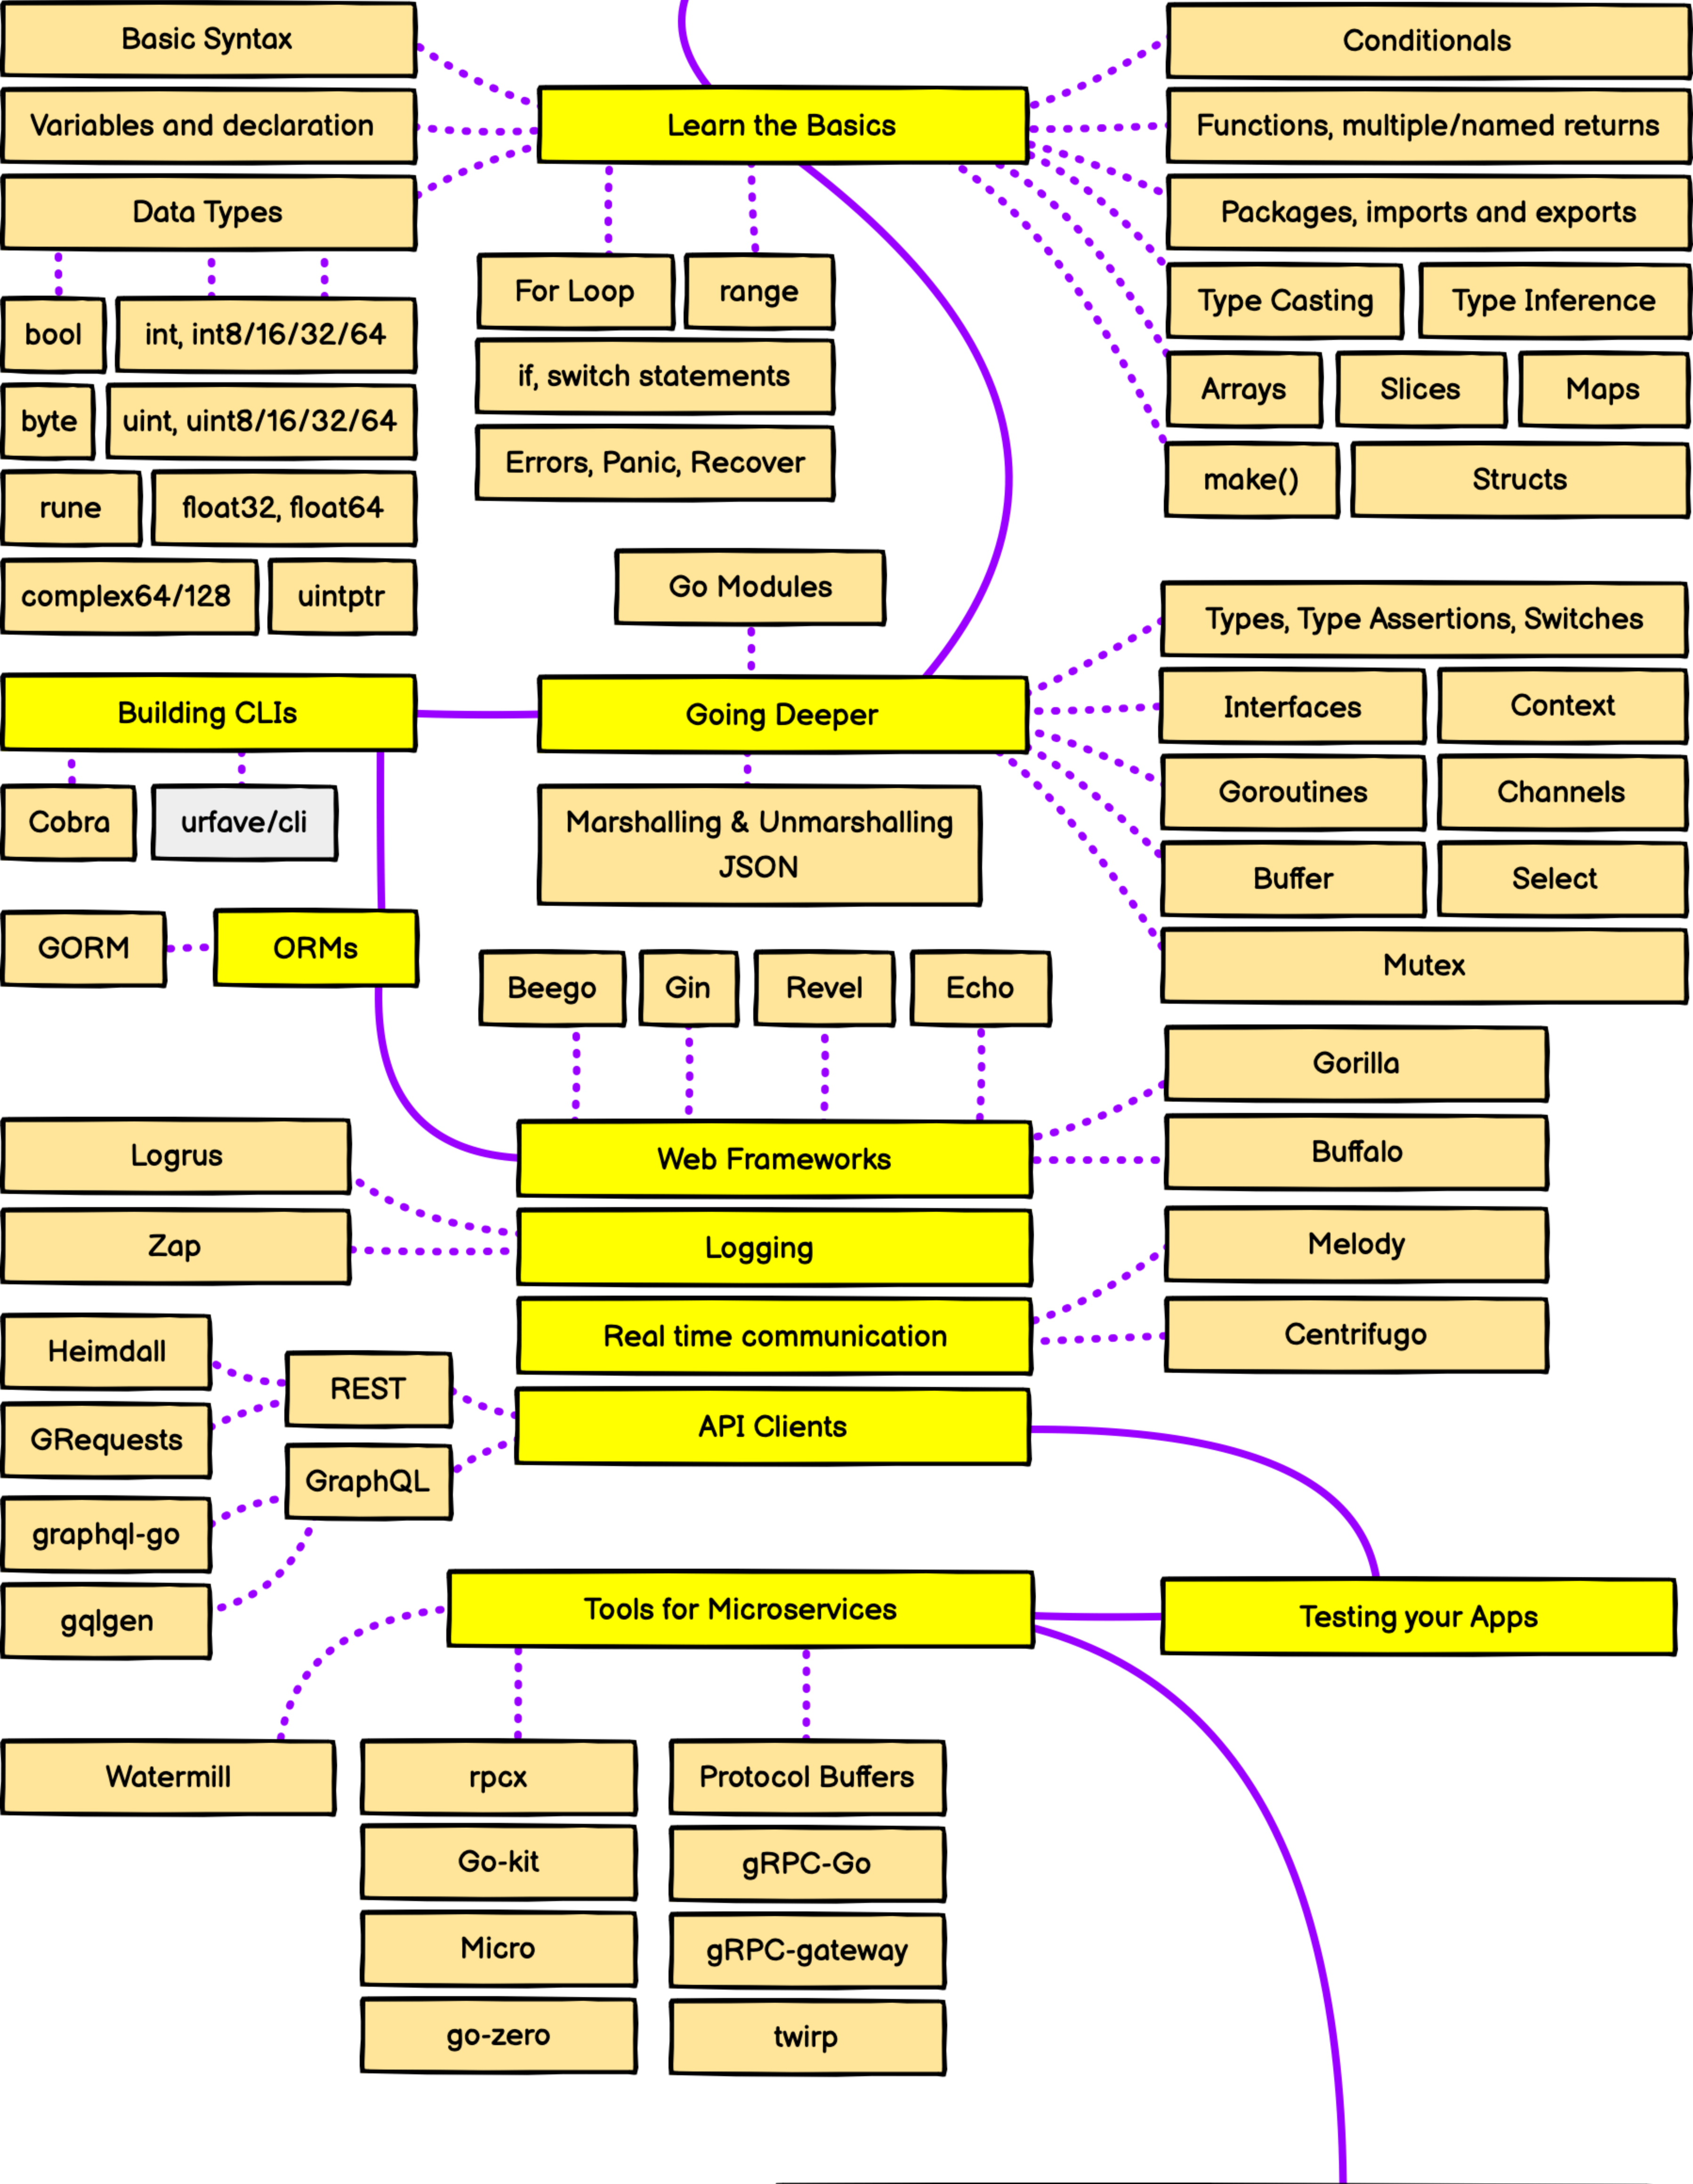 Basic Syntax
Variables and declaration
Data Types
bool
int, int8/16/32/64
byte
uint, uint8/16/32/64
rune
float32, float64
complex64/128
uintptr
Learn the Basics
For Loop
range
if, switch statements
Errors, Panic, Recover
Conditionals
Functions, multiple/named returns
Packages, imports and exports
Type Casting
Type Inference
Arrays
Slices
Maps
make()
Structs
Go Modules
Going Deeper
Marshalling & Unmarshalling
JSON
Types, Type Assertions, Switches
Interfaces
Context
Goroutines
Channels
Buffer
Select
Mutex
Building CLIs
Cobra
urfave/cli
GORM
ORMs
Beego
Gin
Revel
Echo
Web Frameworks
Gorilla
Buffalo
Logrus
Zap
Logging
Real time communication
Melody
Centrifugo
Heimdall
GRequests
REST
GraphQL
graphql-go
gqlgen
API Clients
Tools for Microservices
Testing your Apps
Watermill
rpcx
Go-kit
Micro
go-zero
Protocol Buffers
gRPC-Go
gRPC-gateway
twirp